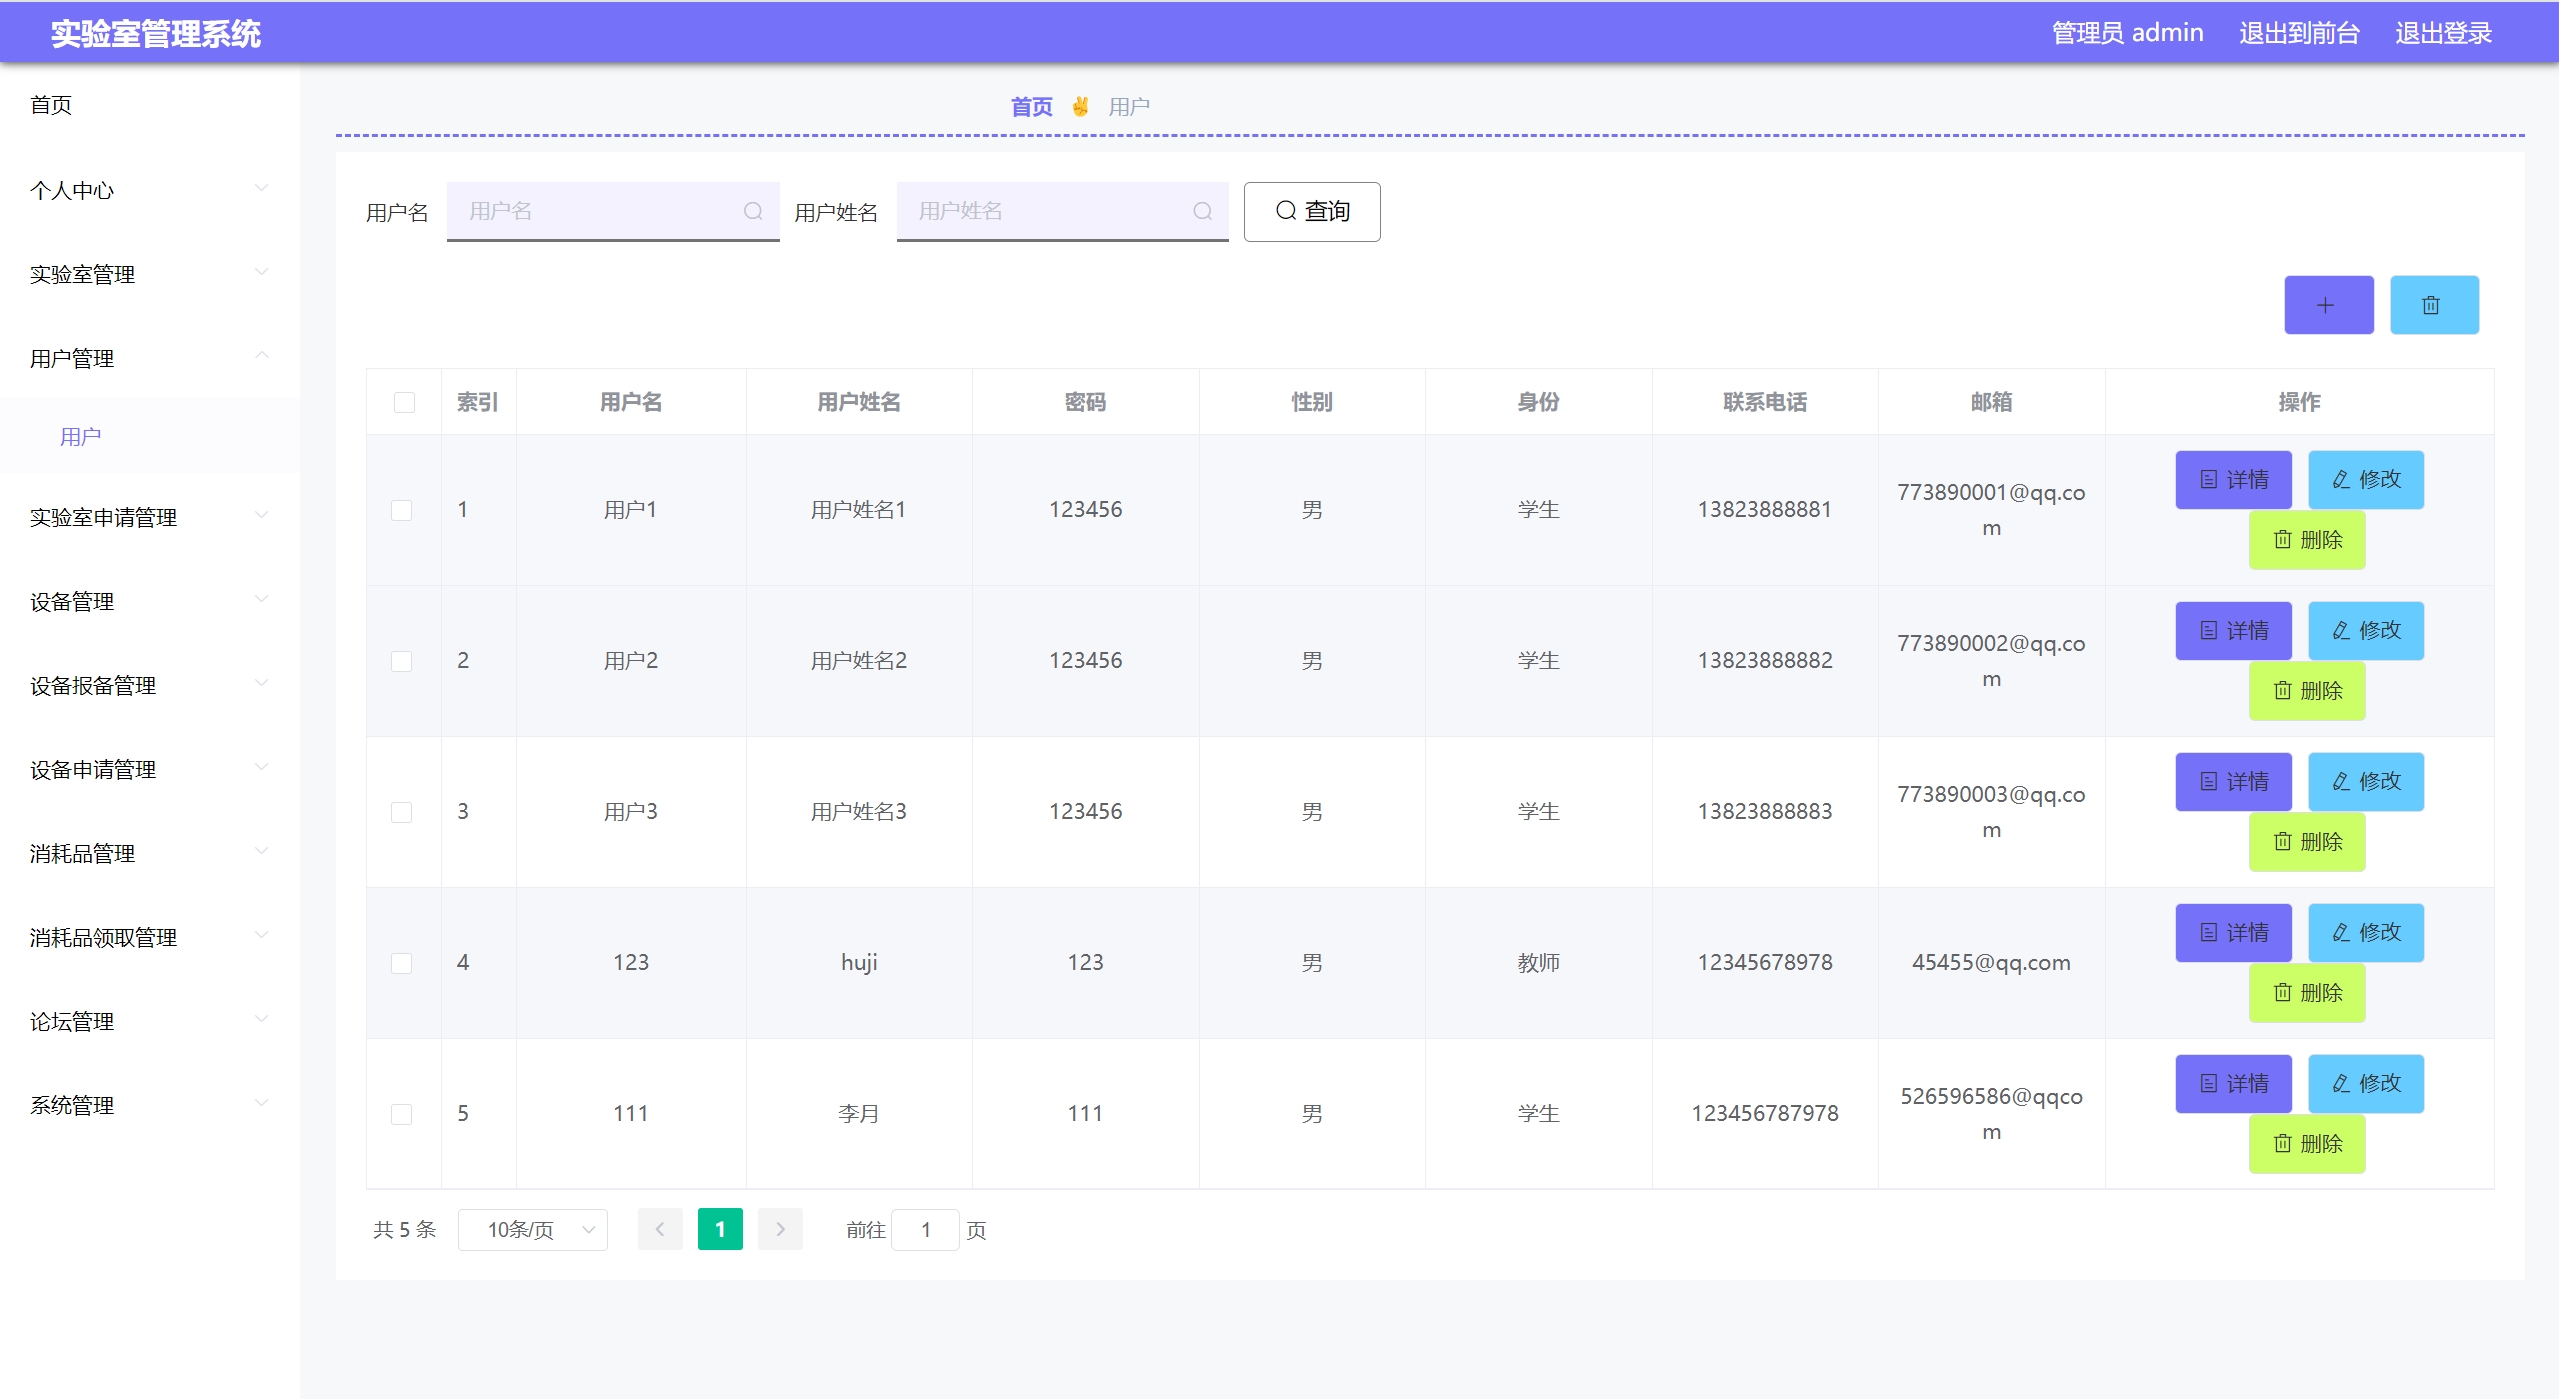 实验室管理系统
管理员 admin 退出到前台 退出登录
首页
个人中心
实验室管理
用户管理
用户
实验室申请管理
设备管理
设备报备管理
设备申请管理
消耗品管理
消耗品领取管理
论坛管理
系统管理
首页 ✌ 用户
用户名 用户名 用户姓名 用户姓名 查询
索引 用户名 用户姓名 密码 性别 身份 联系电话 邮箱 操作
1 用户1 用户姓名1 123456 男 学生 13823888881 773890001@qq.co
m
详情 修改
删除
2 用户2 用户姓名2 123456 男 学生 13823888882 773890002@qq.co
m
详情 修改
删除
3 用户3 用户姓名3 123456 男 学生 13823888883 773890003@qq.co
m
详情 修改
删除
4 123 huji 123 男 教师 12345678978 45455@qq.com
详情 修改
删除
5 111 李月 111 男 学生 123456787978 526596586@qqco
m
详情 修改
删除
共 5 条 10条/页 1 前往 1 页